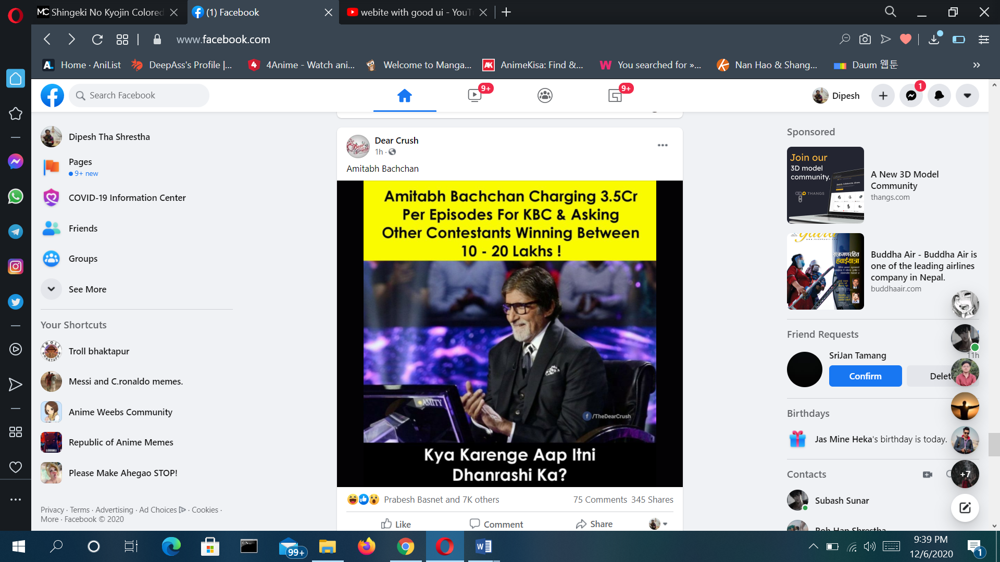 Shingeki No Kyojin Colored
(1) Facebook
webite with good ui - YouT
www.facebook.com
Home · AniList
DeepAss's Profile |...
4Anime - Watch ani...
Welcome to Manga...
AnimeKisa: Find &...
You searched for »...
Nan Hao & Shang...
Daum 웹툰
Search Facebook
9+
9+
Dipesh
1
Dipesh Tha Shrestha
Pages
9+ new
COVID-19 Information Center
Friends
Groups
See More
Your Shortcuts
Troll bhaktapur
Messi and C.ronaldo memes.
Anime Weebs Community
Republic of Anime Memes
Please Make Ahegao STOP!
Privacy · Terms · Advertising · Ad Choices · Cookies ·
More · Facebook © 2020
Dear Crush
1h ·
Amitabh Bachchan
Amitabh Bachchan Charging 3.5Cr
Per Episodes For KBC & Asking
Other Contestants Winning Between
10 - 20 Lakhs !
AMITY
/TheDearCrush
Kya Karenge Aap Itni
Dhanrashi Ka?
Prabesh Basnet and 7K others
75 Comments 345 Shares
Like
Comment
Share
Sponsored
Join our
3D model
community.
THANGS
A New 3D Model
Community
thangs.com
संक्रमणरहित
हवाईयात्रा
Buddha Air - Buddha Air is
one of the leading airlines
company in Nepal.
buddhaair.com
Friend Requests
SriJan Tamang
11h
Confirm
Delet
Birthdays
Jas Mine Heka's birthday is today.
Contacts
+7
Subash Sunar
99+
9:39 PM
12/6/2020
1